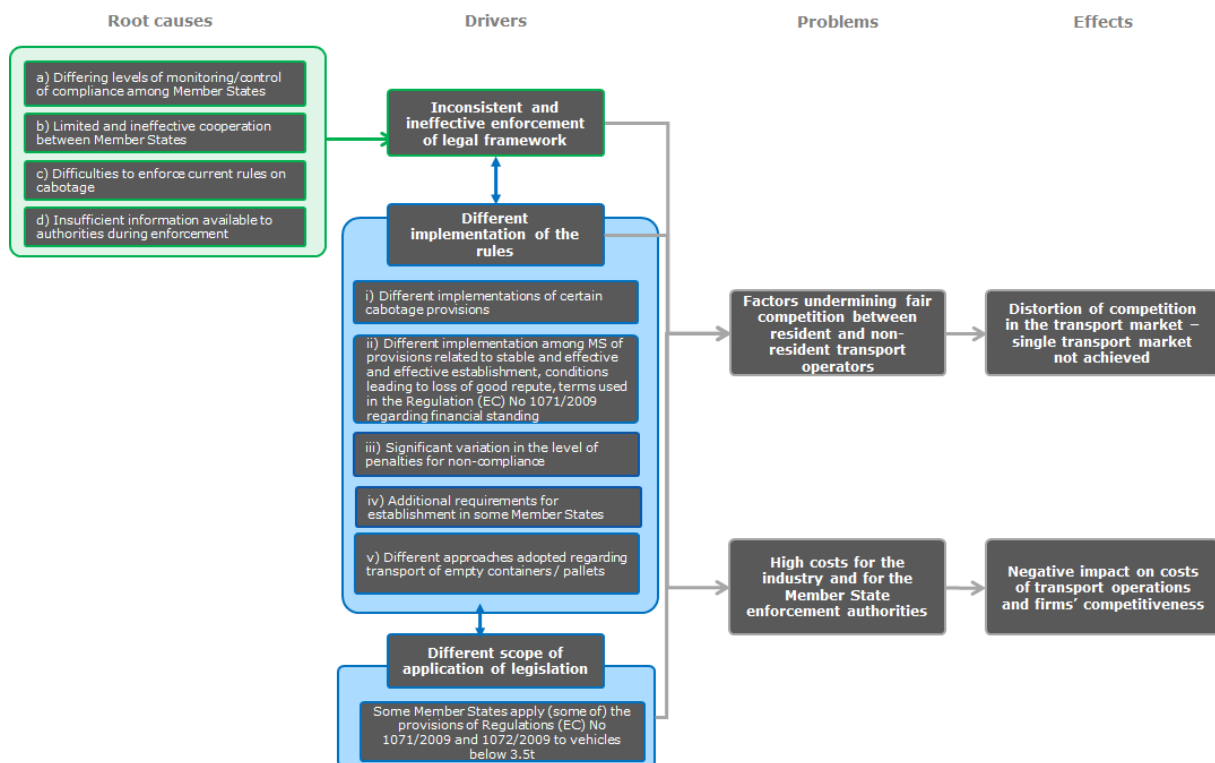 Root causes
Drivers
Problems
Effects
a) Differing levels of monitoring/control
of compliance among Member States
b) Limited and ineffective cooperation
between Member States
c) Difficulties to enforce current rules on
cabotage
d) Insufficient information available to
authorities during enforcement
Inconsistent and
ineffective enforcement
of legal framework
Different
implementation of the
rules
i) Different implementations of certain
cabotage provisions
ii) Different implementation among MS of
provisions related to stable and effective
and effective establishment, conditions
leading to loss of good repute, terms used
in the Regulation (EC) No 1071/2009
regarding financial standing
iii) Significant variation in the level of
penalties for non-compliance
iv) Additional requirements for
establishment in some Member States
v) Different approaches adopted regarding
transport of empty containers / pallets
Different scope of
application of legislation
Some Member States apply (some of) the
provisions of Regulations (EC) No
1071/2009 and 1072/2009 to vehicles
below 3.5t
Factors undermining fair
competition between
resident and non-
resident transport
operators
High costs for the
industry and for the
Member State
enforcement authorities
Distortion of competition
in the transport market –
single transport market
not achieved
Negative impact on costs
of transport operations
and firms´ competitiveness